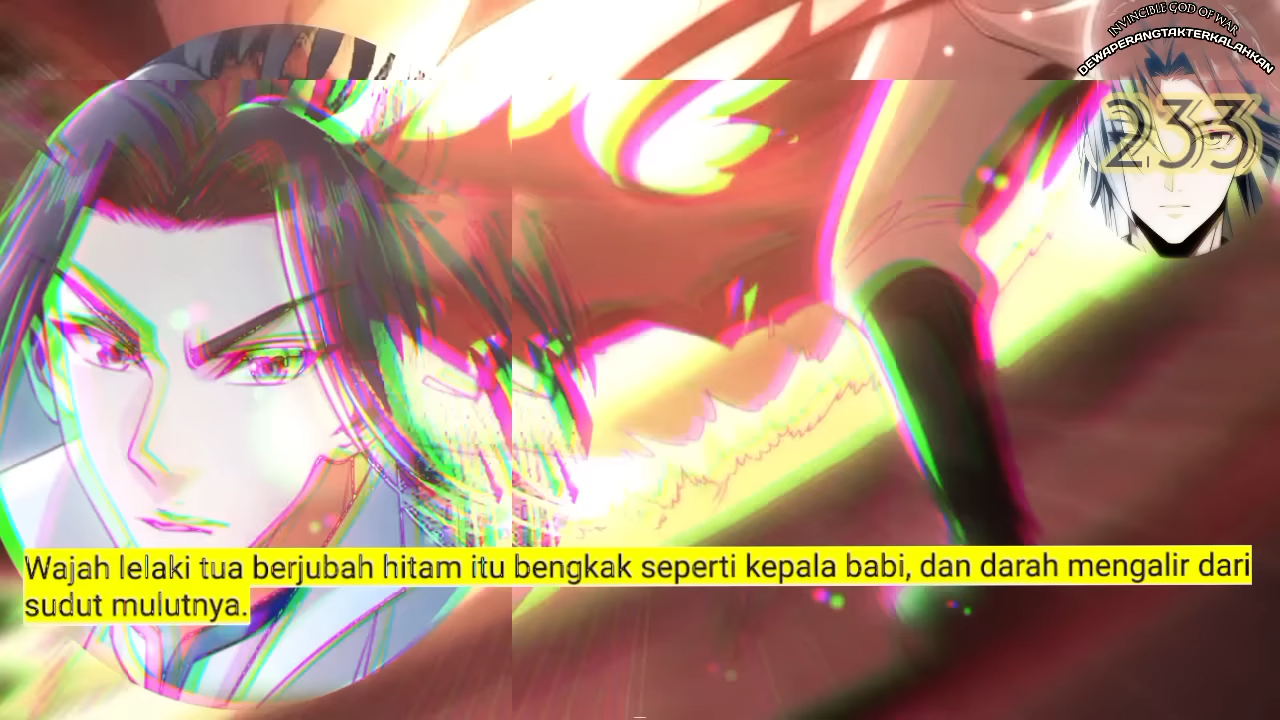 INVINCIBLE GOD OF WAR
DEWAPERANGTAKTERKALAHKAN
233
Wajah lelaki tua berjubah hitam itu bengkak seperti kepala babi, dan darah mengalir dari
sudut mulutnya.